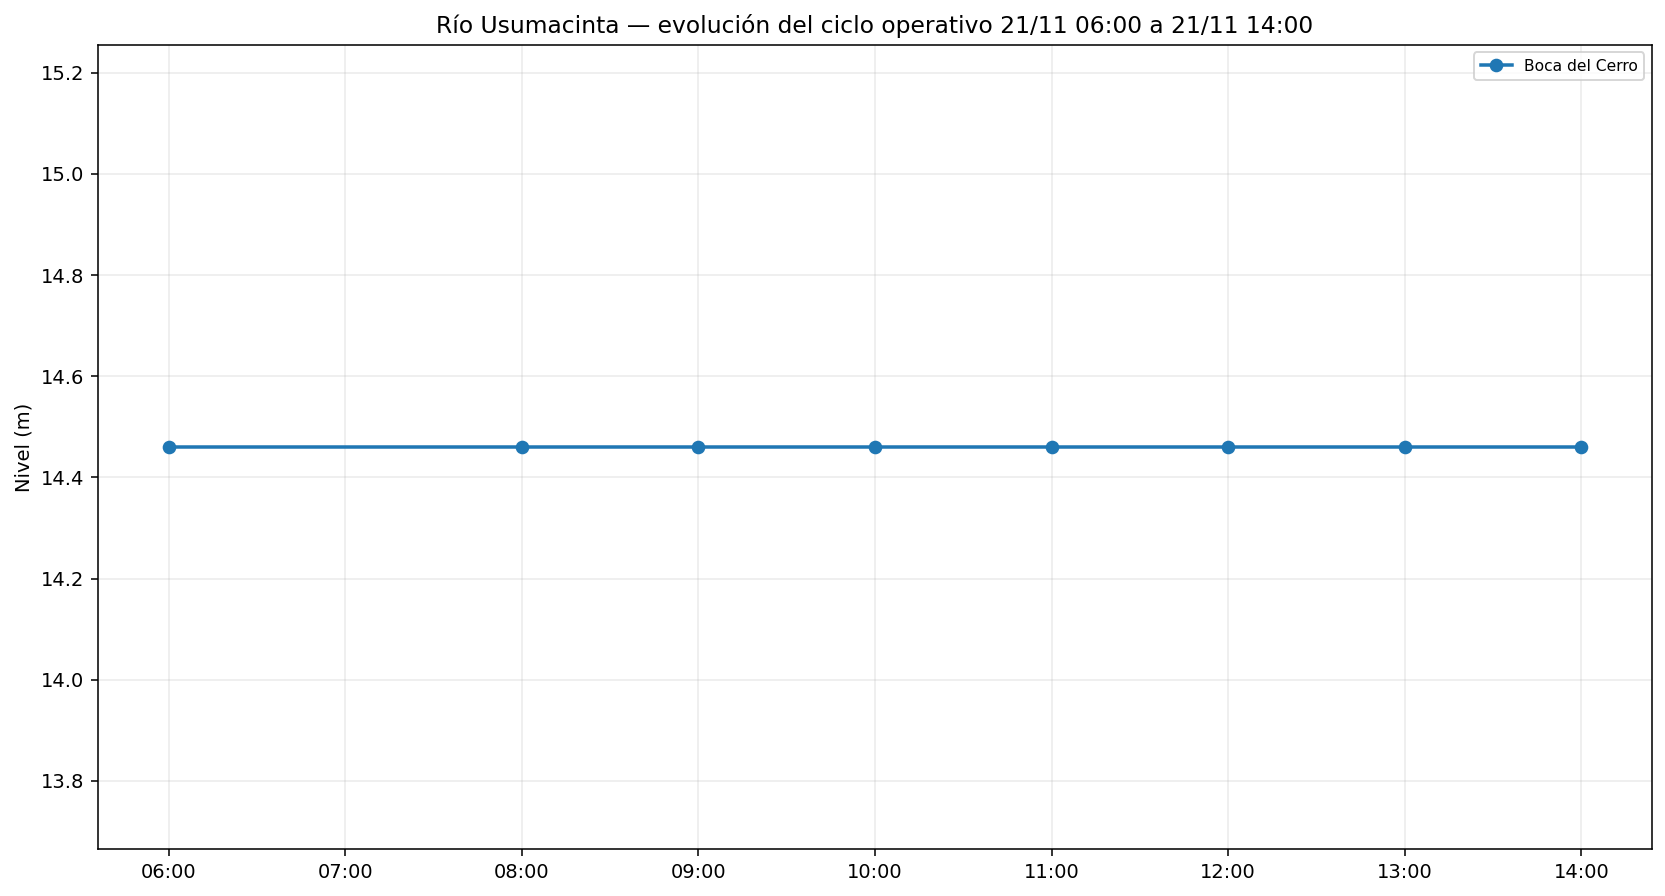 Río Usumacinta — evolución del ciclo operativo 21/11 06:00 a 21/11 14:00
Boca del Cerro
Nivel (m)
15.2
15.0
14.8
14.6
14.4
14.2
14.0
13.8
06:00 07:00 08:00 09:00 10:00 11:00 12:00 13:00 14:00